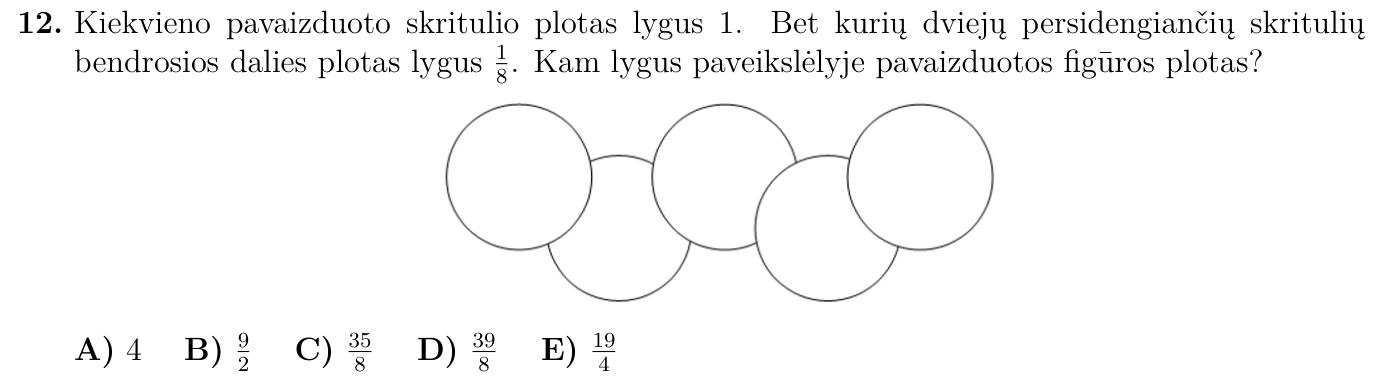 12. Kiekvieno pavaizduoto skritulio plotas lygus 1. Bet kurių dviejų persidengiančių skritulių
bendrosios dalies plotas lygus 1/8. Kam lygus paveikslėlyje pavaizduotos figūros plotas?
A) 4 B) 9/2 C) 35/8 D) 39/8 E) 19/4